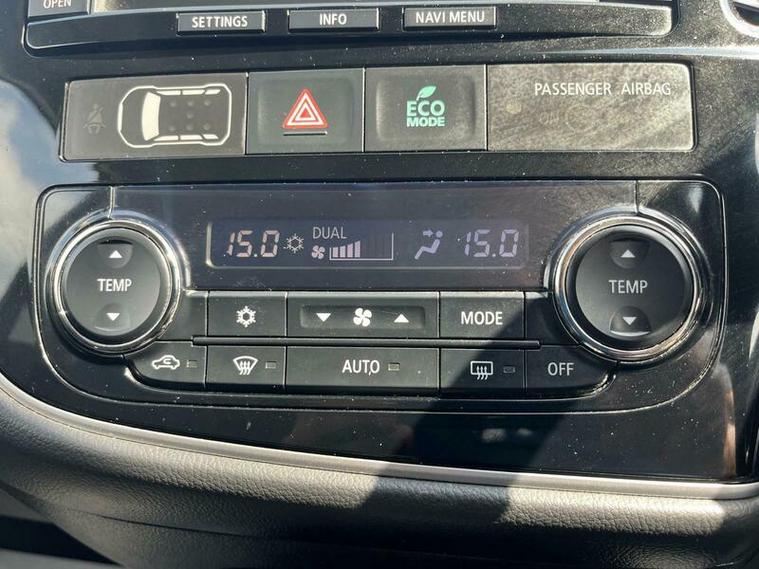 OPEN
SETTINGS
INFO
NAVI MENU
ECO
MODE
PASSENGER AIRBAG
15.0
DUAL
15.0
TEMP
TEMP
MODE
AUTO
OFF